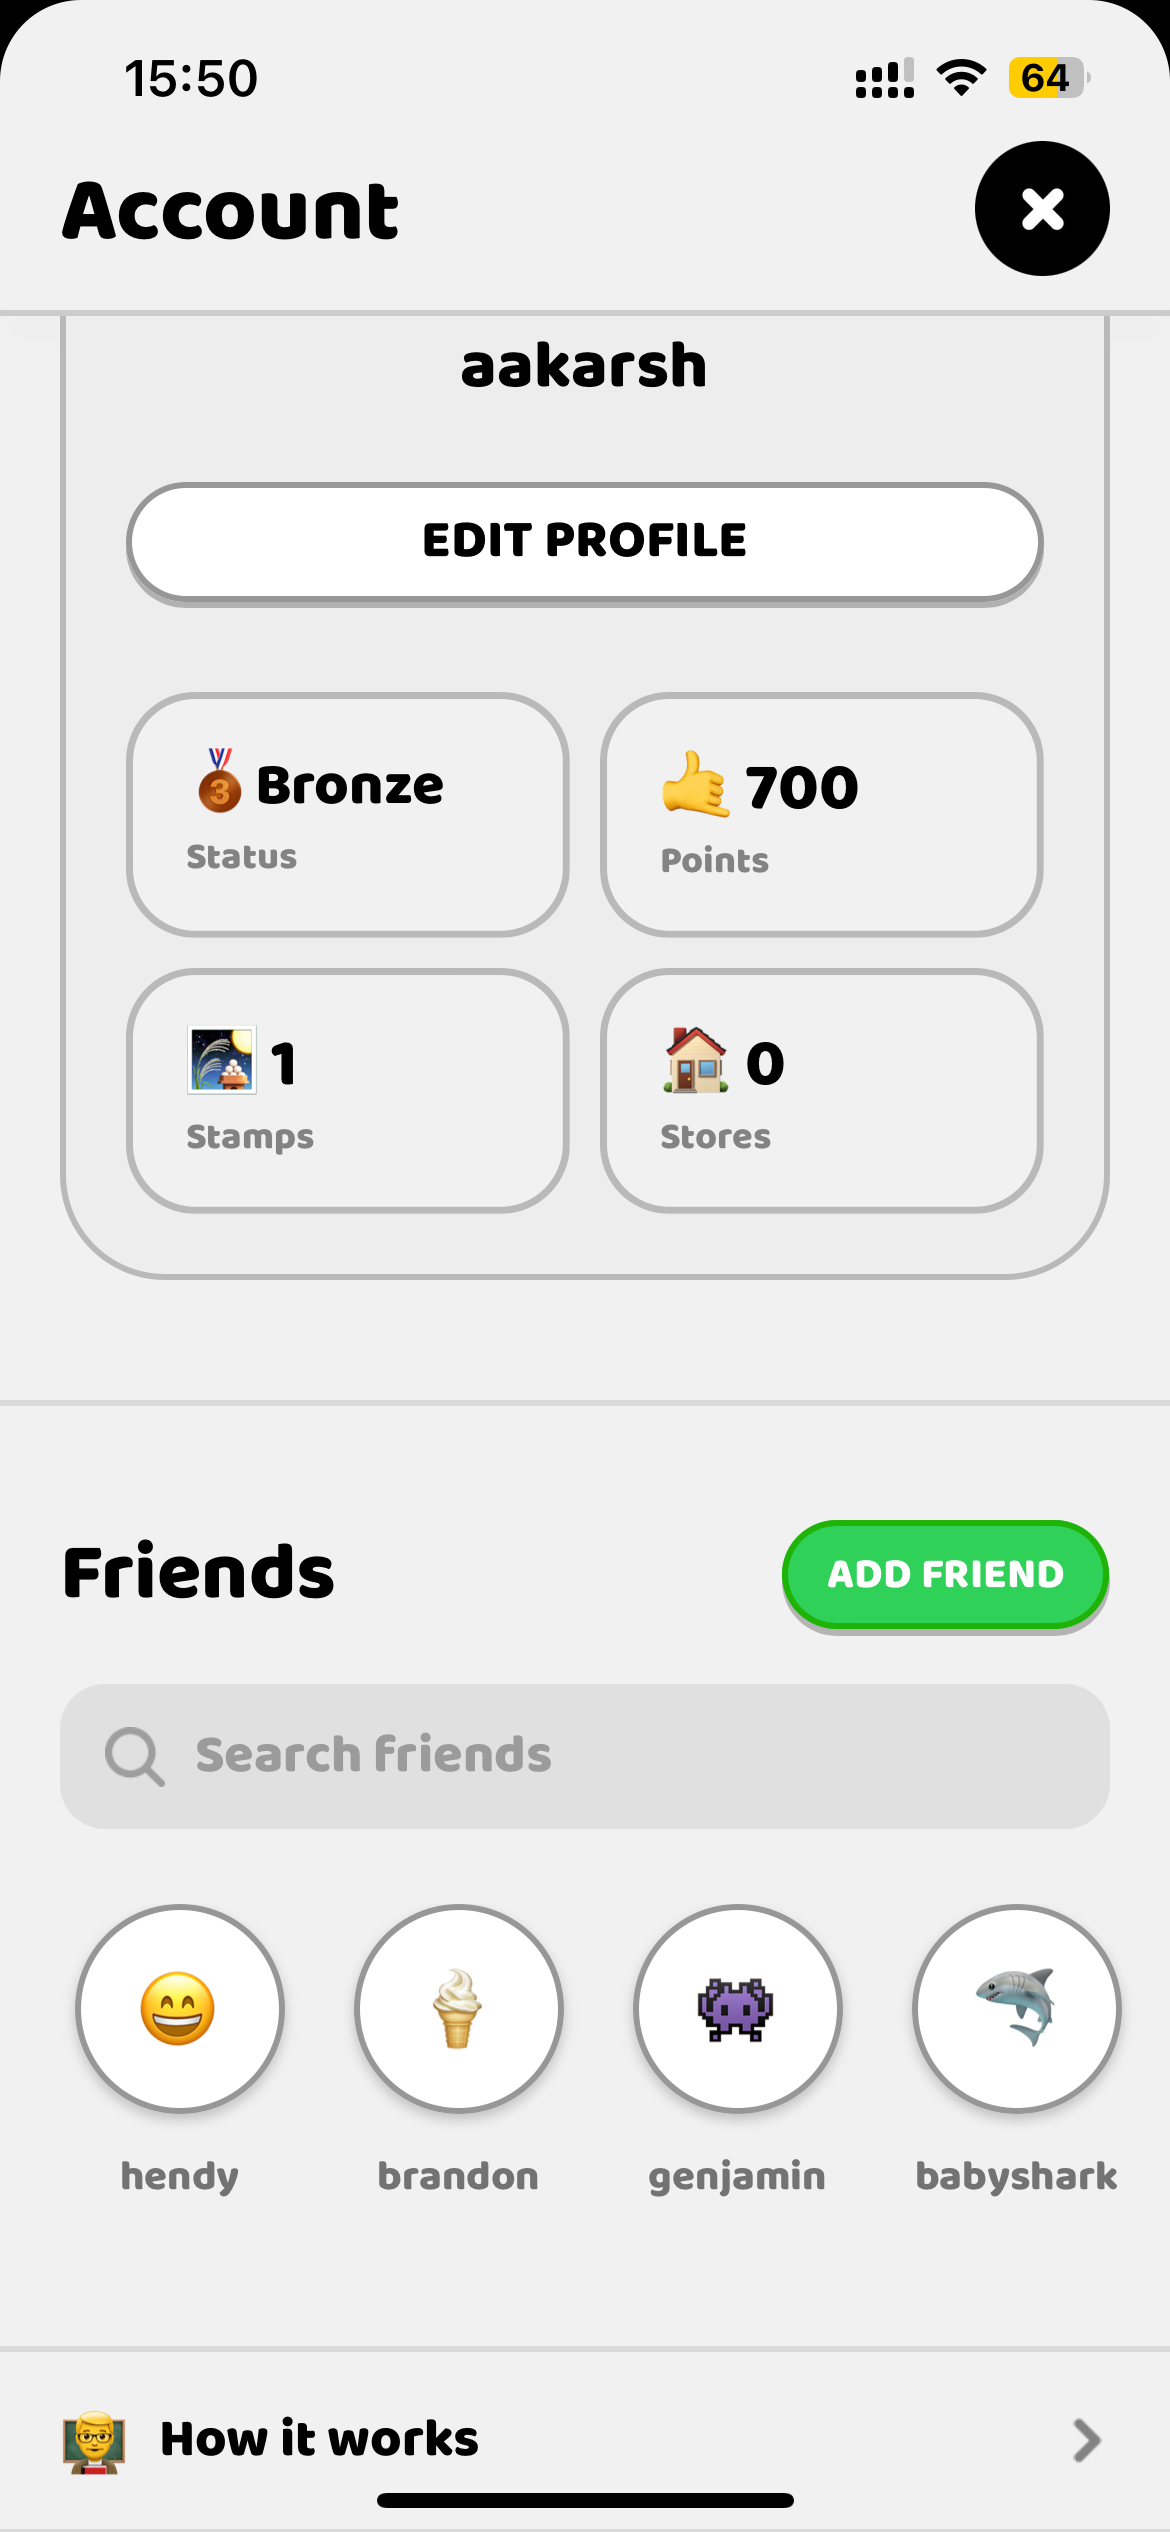 15:50
64
Account
aakarsh
EDIT PROFILE
3 Bronze
Status
700
Points
1
Stamps
0
Stores
Friends
ADD FRIEND
Search friends
hendy
brandon
genjamin
babyshark
How it works